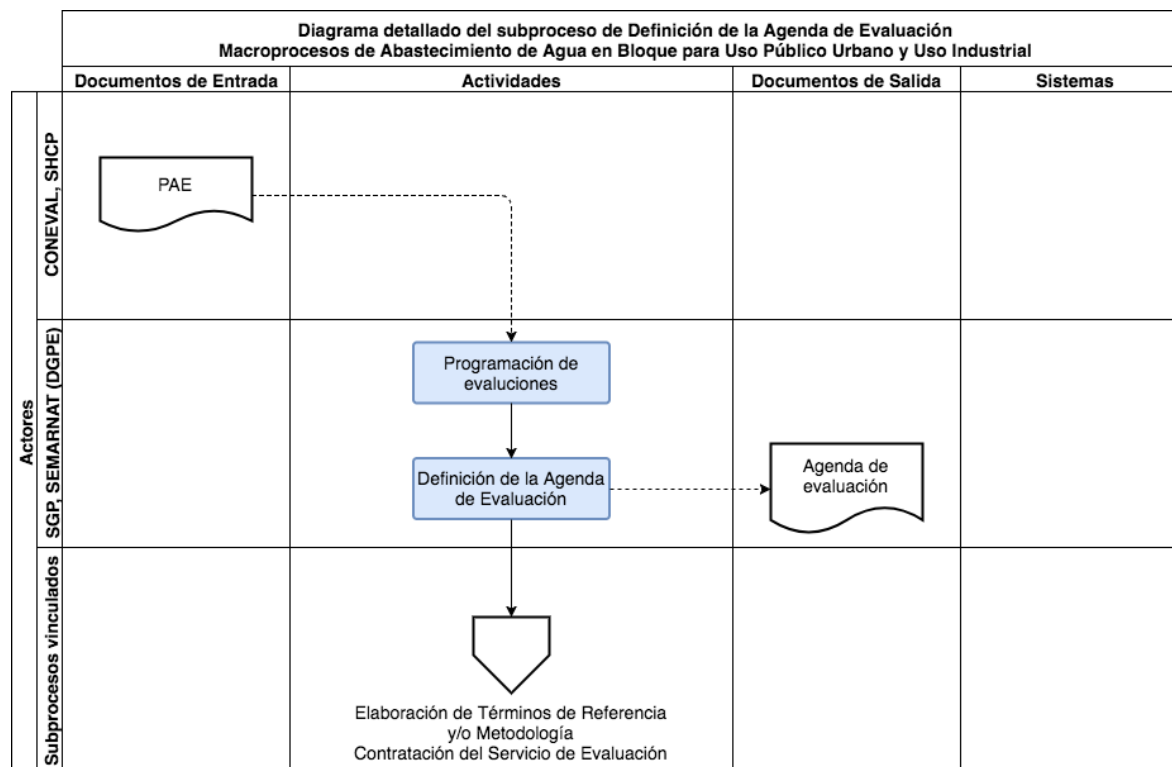 Diagrama detallado del subproceso de Definición de la Agenda de Evaluación
Macroprocesos de Abastecimiento de Agua en Bloque para Uso Público Urbano y Uso Industrial
Documentos de Entrada
Actividades
Documentos de Salida
Sistemas
Actores
CONEVAL, SHCP
PAE
SGP, SEMARNAT (DGPE)
Programación de
evaluciones
Definición de la Agenda
de Evaluación
Agenda de
evaluación
Subprocesos vinculados
Elaboración de Términos de Referencia
y/o Metodología
Contratación del Servicio de Evaluación